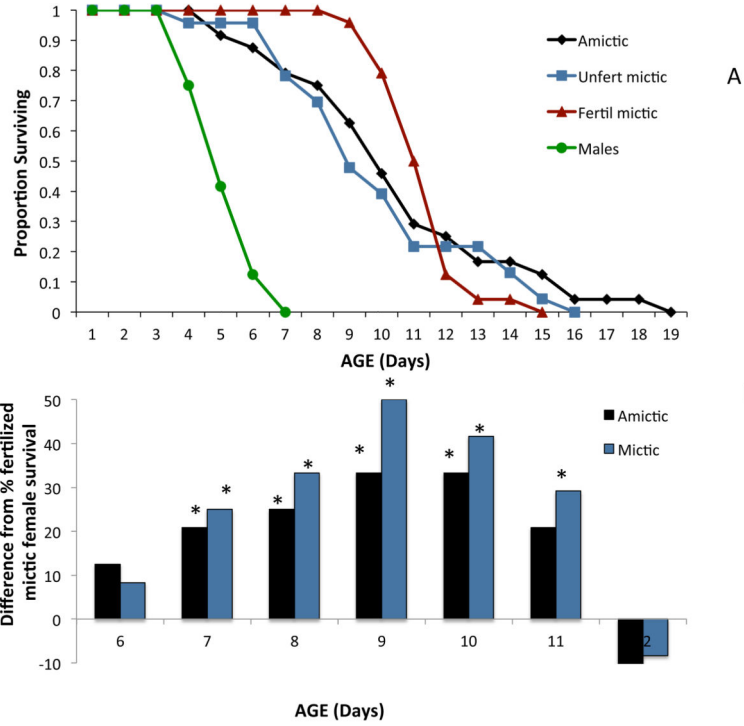 1
0.9
0.8
0.7
0.6
0.5
0.4
0.3
0.2
0.1
0
Proportion Surviving
Amictic
Unfert mictic
Fertil mictic
Males
A
1 2 3 4 5 6 7 8 9 10 11 12 13 14 15 16 17 18 19
AGE (Days)
50
40
30
20
10
0
-10
Difference from % fertilized
mictic female survival
* * * * * * * * *
Amictic
Mictic
6 7 8 9 10 11 2
AGE (Days)